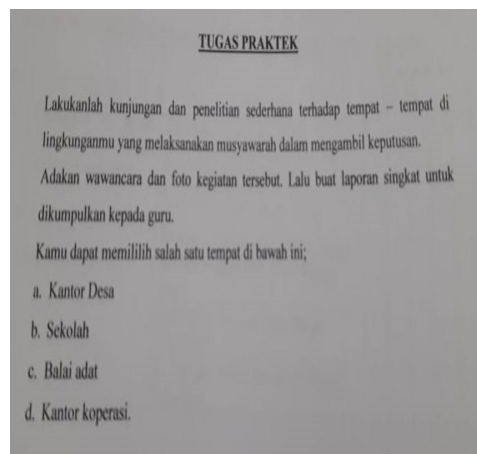 TUGAS PRAKTEK
Lakukanlah kunjungan dan penelitian sederhana terhadap tempat – tempat di
lingkunganmu yang melaksanakan musyawarah dalam mengambil keputusan.
Adakan wawancara dan foto kegiatan tersebut. Lalu buat laporan singkat untuk
dikumpulkan kepada guru.
Kamu dapat memililih salah satu tempat di bawah ini;
a. Kantor Desa
b. Sekolah
c. Balai adat
d. Kantor koperasi.